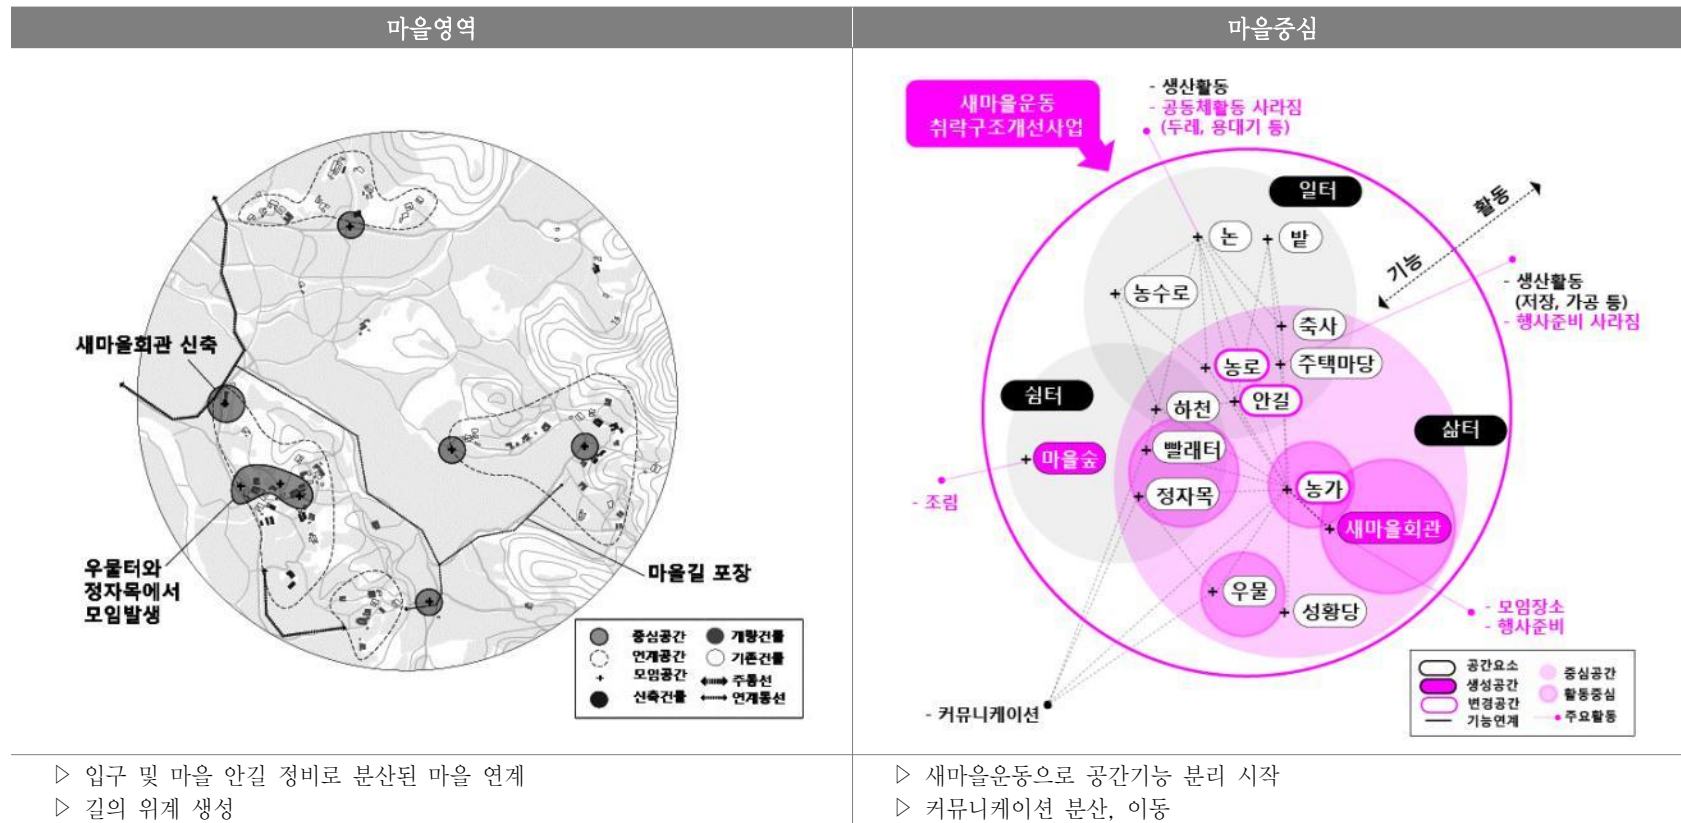 마을영역
마을중심
새마을회관 신축
우물터와
정자목에서
모임발생
마을길 포장
중심공간
개량건물
연계공간
기존건물
모임공간
주동선
신축건물
연계동선
새마을운동
취락구조개선사업
- 생산활동
- 공동체활동 사라짐
(두레, 용대기 등)
일터
활동
기능
논
밭
농수로
- 생산활동
(저장, 가공 등)
- 행사준비 사라짐
축사
농로
주택마당
쉼터
하천
안길
삶터
마을숲
빨래터
- 조림
정자목
농가
새마을회관
우물
성황당
- 모임장소
- 행사준비
- 커뮤니케이션
공간요소
중심공간
생성공간
활동중심
변경공간
기능연계
주요활동
▷ 입구 및 마을 안길 정비로 분산된 마을 연계
▷ 길의 위계 생성
▷ 새마을운동으로 공간기능 분리 시작
▷ 커뮤니케이션 분산, 이동